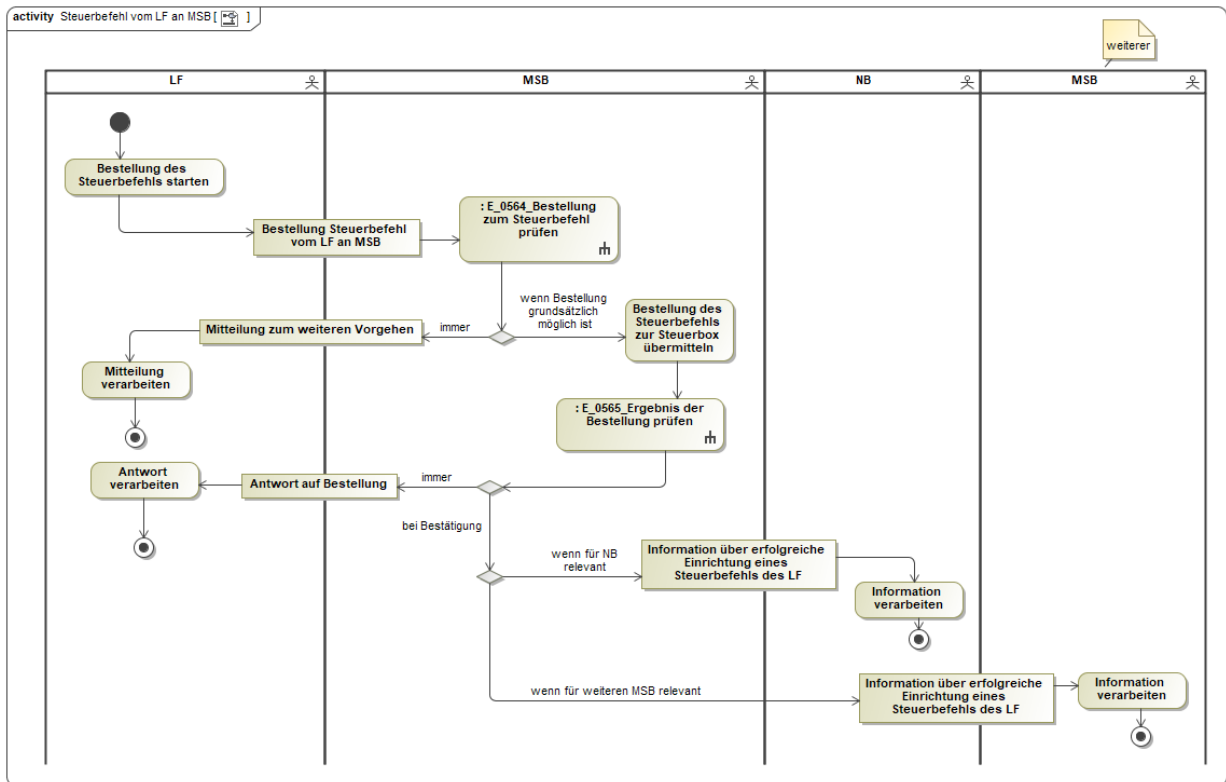 activity Steuerbefehl vom LF an MSB [ ]
weiterer
LF
MSB
NB
MSB
Bestellung des
Steuerbefehls starten
Bestellung Steuerbefehl
vom LF an MSB
: E_0564_Bestellung
zum Steuerbefehl
prüfen
wenn Bestellung
grundsätzlich
möglich ist
Bestellung des
Steuerbefehls
zur Steuerbox
übermitteln
Mitteilung zum weiteren Vorgehen
immer
Mitteilung
verarbeiten
: E_0565_Ergebnis der
Bestellung prüfen
Antwort
verarbeiten
Antwort auf Bestellung
immer
bei Bestätigung
wenn für NB
relevant
Information über erfolgreiche
Einrichtung eines
Steuerbefehls des LF
Information
verarbeiten
wenn für weiteren MSB relevant
Information über erfolgreiche
Einrichtung eines
Steuerbefehls des LF
Information
verarbeiten